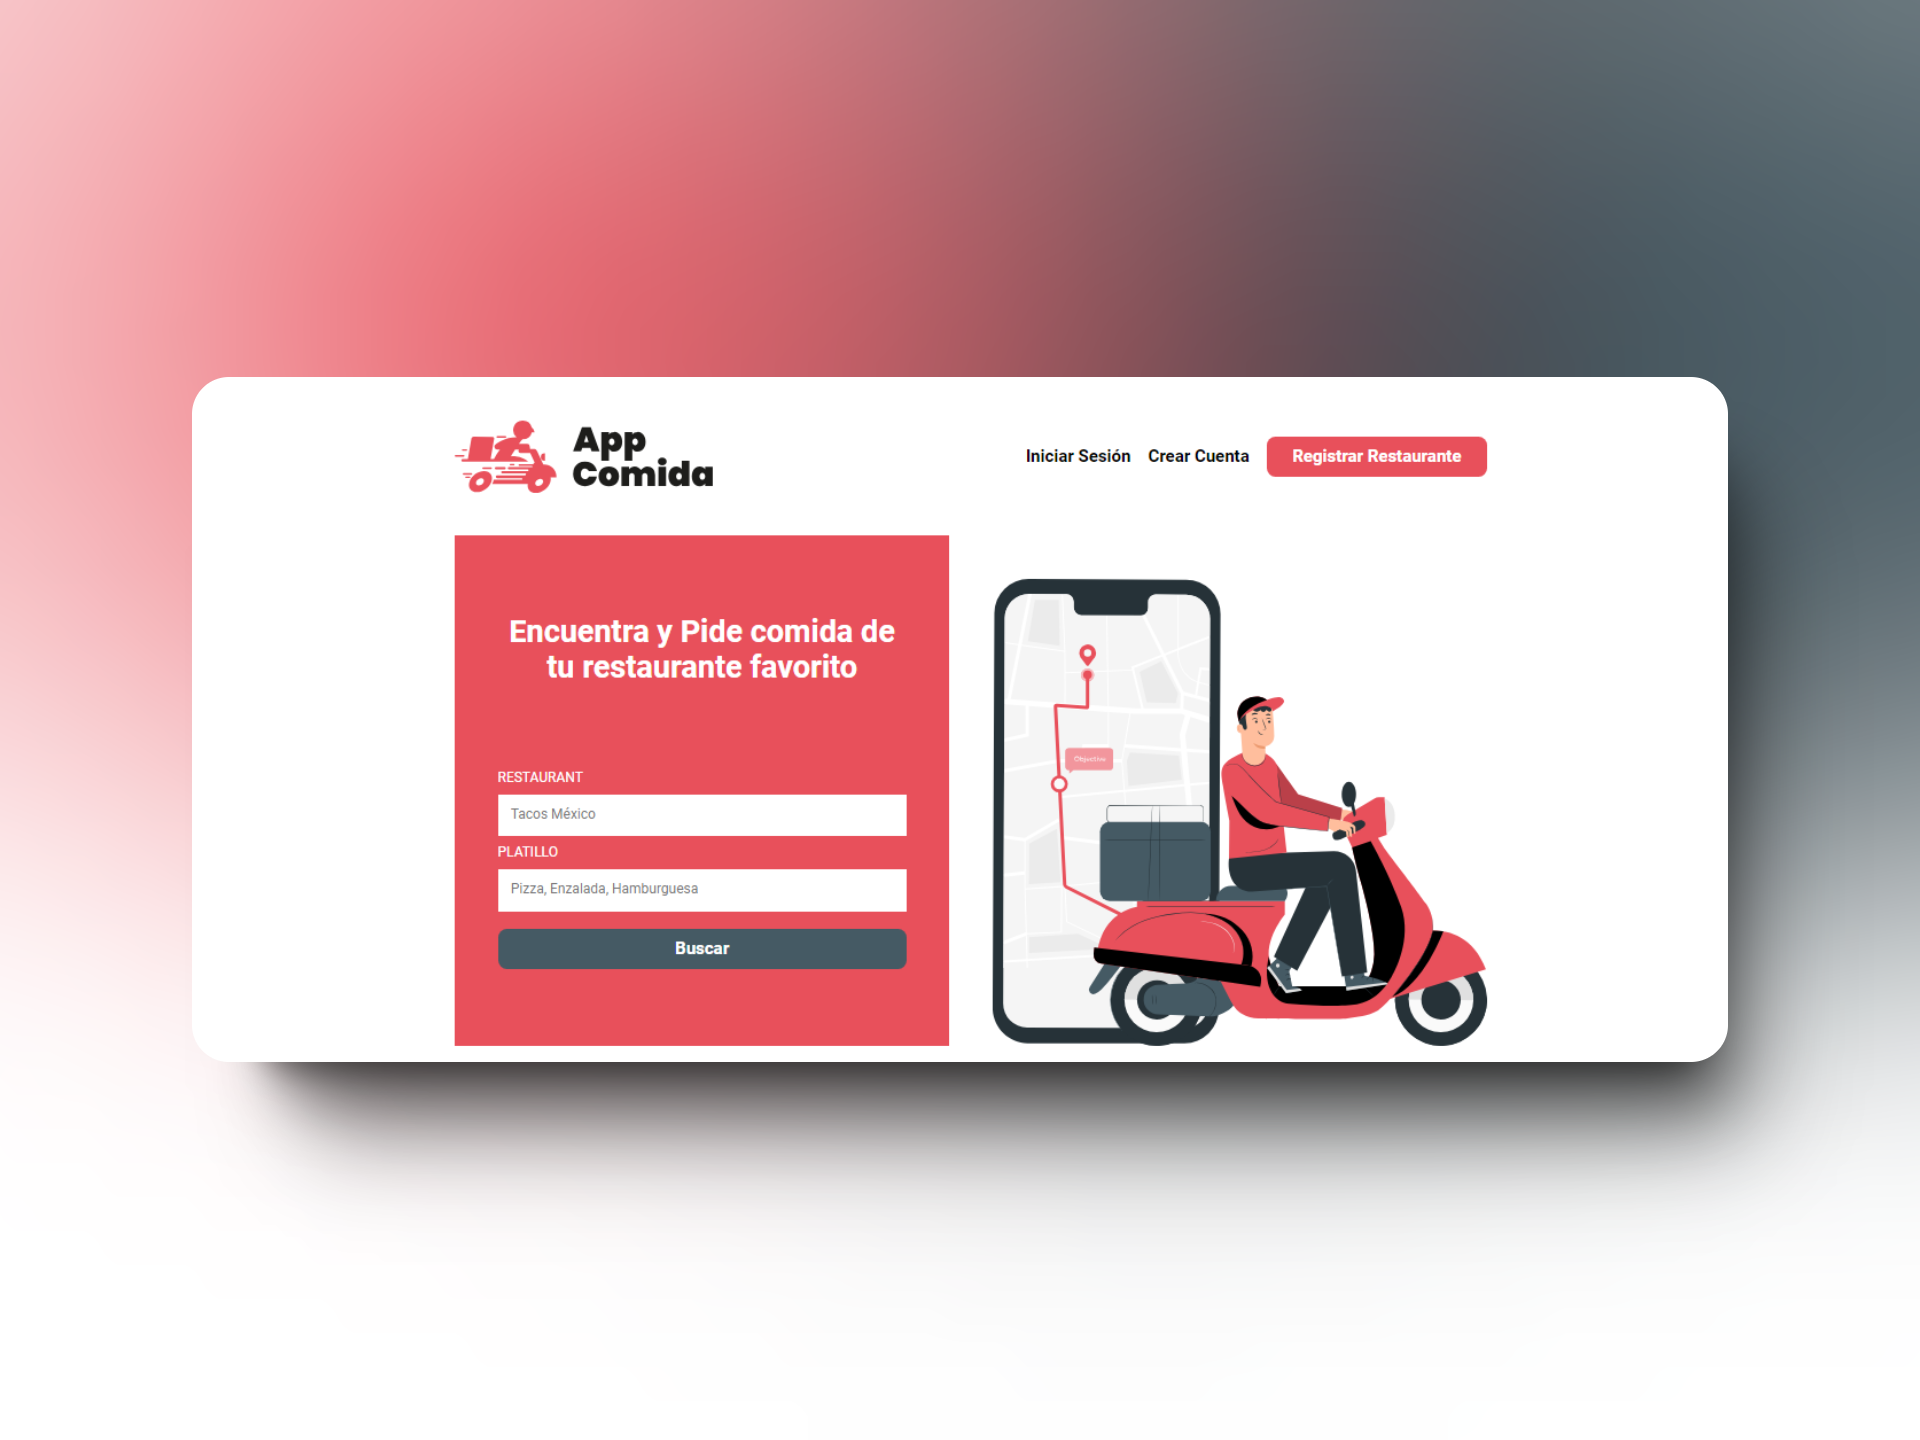 App
Comida
Iniciar Sesión
Crear Cuenta
Registrar Restaurante
Encuentra y Pide comida de
tu restaurante favorito
RESTAURANT
Tacos México
PLATILLO
Pizza, Enzalada, Hamburguesa
Buscar
Objective